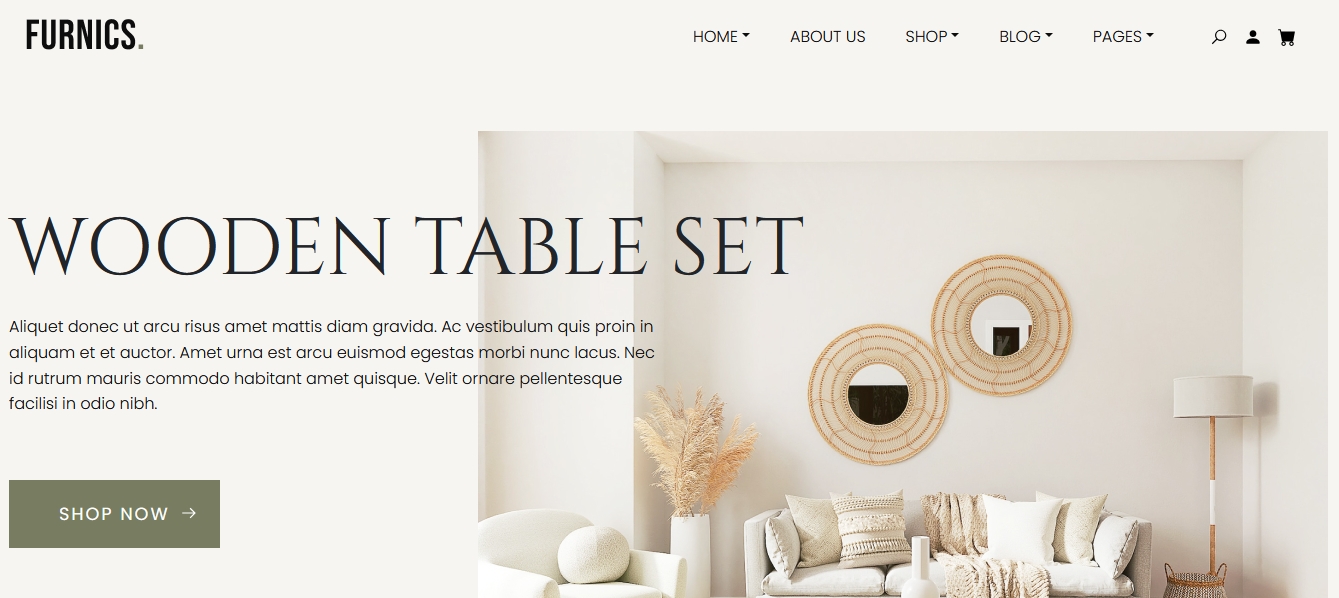 FURNICS.
HOME
ABOUT US
SHOP
BLOG
PAGES
WOODEN TABLE SET
Aliquet donec ut arcu risus amet mattis diam gravida. Ac vestibulum quis proin in
aliquam et et auctor. Amet urna est arcu euismod egestas morbi nunc lacus. Nec
id rutrum mauris commodo habitant amet quisque. Velit ornare pellentesque
facilisi in odio nibh.
SHOP NOW →